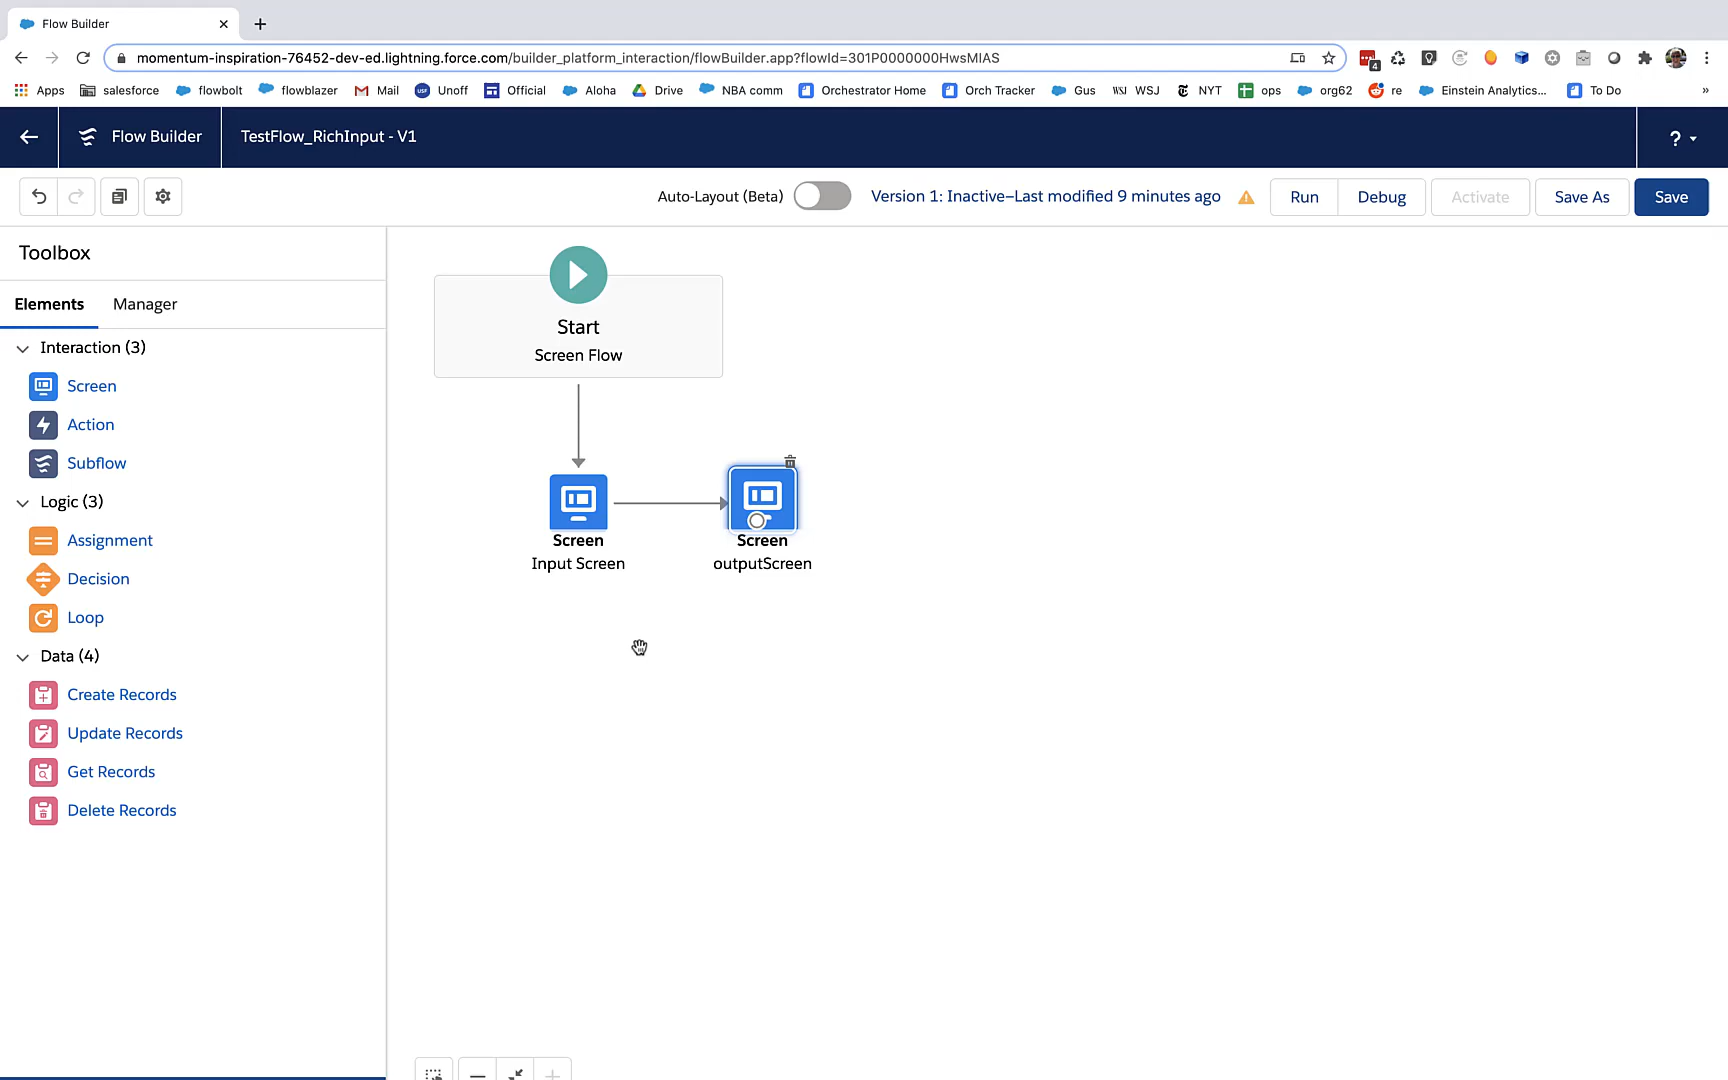 Flow Builder
momentum-inspiration-76452-dev-ed.lightning.force.com/builder_platform_interaction/flowBuilder.app?flowId=301P0000000HwsMIAS
4
Apps salesforce flowbolt flowblazer Mail Unoff Official Aloha Drive NBA comm Orchestrator Home Orch Tracker Gus WSJ WSJ NYT ops org62 re Einstein Analytics... To Do »
Flow Builder TestFlow_RichInput - V1 ?
Auto-Layout (Beta) Version 1: Inactive–Last modified 9 minutes ago Run Debug Activate Save As Save
Toolbox
Elements Manager
Interaction (3)
Screen
Action
Subflow
Logic (3)
Assignment
Decision
Loop
Data (4)
Create Records
Update Records
Get Records
Delete Records
Start
Screen Flow
Screen
Input Screen
Screen
outputScreen